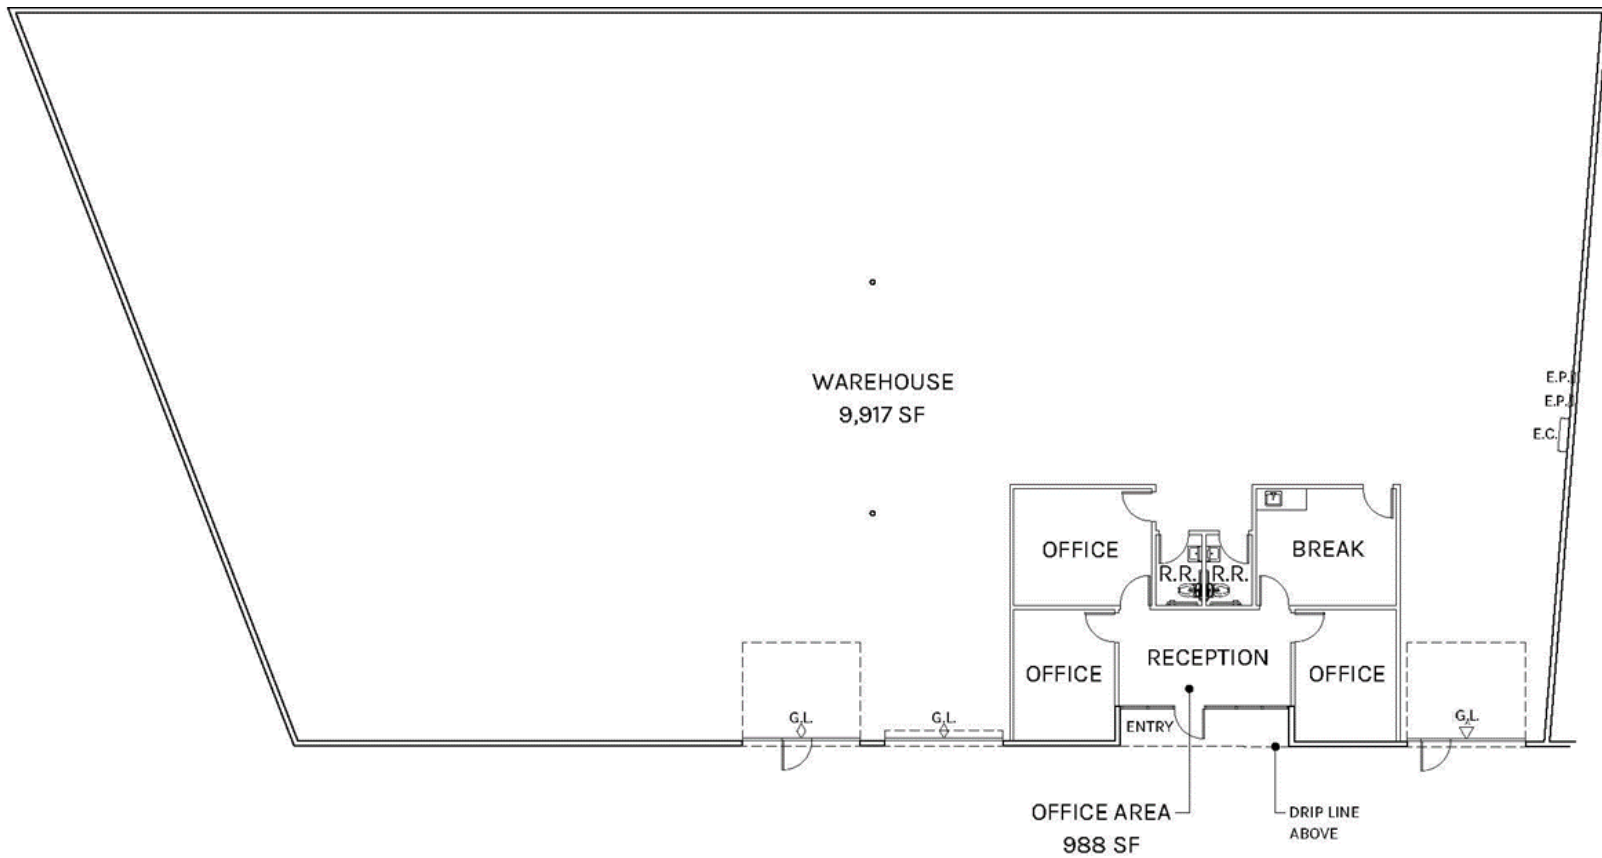 WAREHOUSE
9,917 SF
E.P.
E.P.
E.C.
OFFICE
BREAK
R.R.
R.R.
OFFICE
RECEPTION
OFFICE
G.L.
G.L.
ENTRY
G.L.
OFFICE AREA
988 SF
DRIP LINE
ABOVE